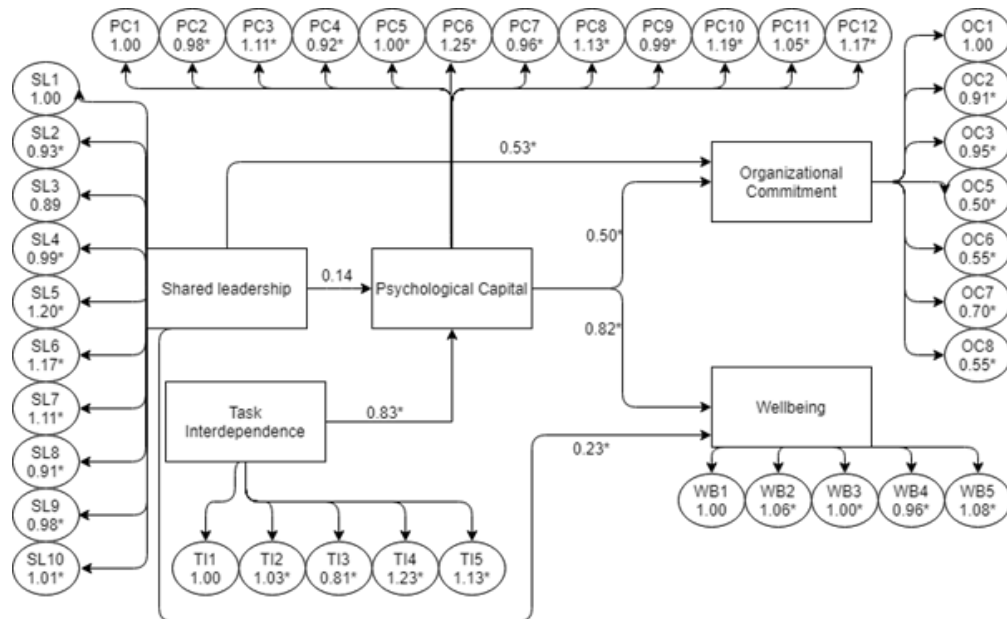 PC1
1.00
PC2
0.98*
PC3
1.11*
PC4
0.92*
PC5
1.00*
PC6
1.25*
PC7
0.96*
PC8
1.13*
PC9
0.99*
PC10
1.19*
PC11
1.05*
PC12
1.17*
OC1
1.00
OC2
0.91*
OC3
0.95*
OC5
0.50*
OC6
0.55*
OC7
0.70*
OC8
0.55*
SL1
1.00
SL2
0.93*
SL3
0.89
SL4
0.99*
SL5
1.20*
SL6
1.17*
SL7
1.11*
SL8
0.91*
SL9
0.98*
SL10
1.01*
0.53*
Organizational
Commitment
0.50*
Shared leadership
0.14
Psychological Capital
0.82*
Task
Interdependence
0.83*
Wellbeing
0.23*
WB1
1.00
WB2
1.06*
WB3
1.00*
WB4
0.96*
WB5
1.08*
TI1
1.00
TI2
1.03*
TI3
0.81*
TI4
1.23*
TI5
1.13*